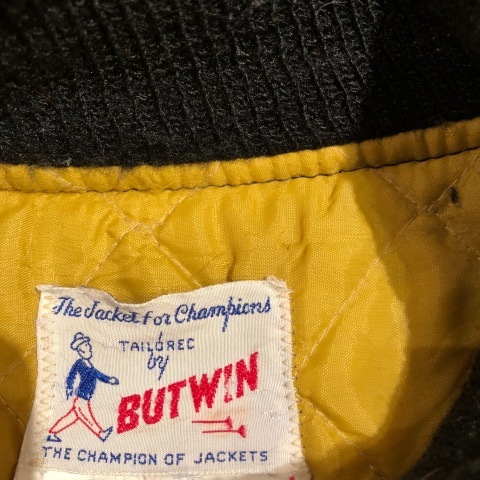 The Jacket for Champions
TAILORED
by
BUTWIN
THE CHAMPION OF JACKETS